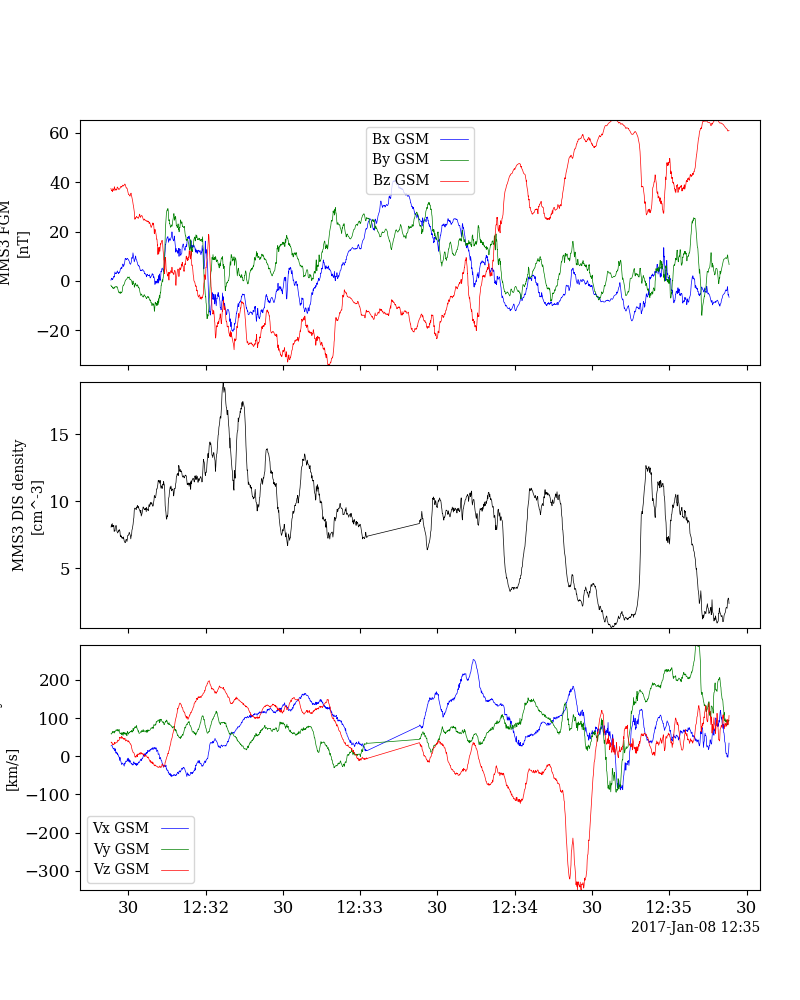 60
40
20
0
−20
MMS3 FGM
[nT]
Bx GSM
By GSM
Bz GSM
15
10
5
MMS3 DIS density
[cm^-3]
200
100
0
−100
−200
−300
[km/s]
Vx GSM
Vy GSM
Vz GSM
30 12:32 30 12:33 30 12:34 30 12:35 30
2017-Jan-08 12:35